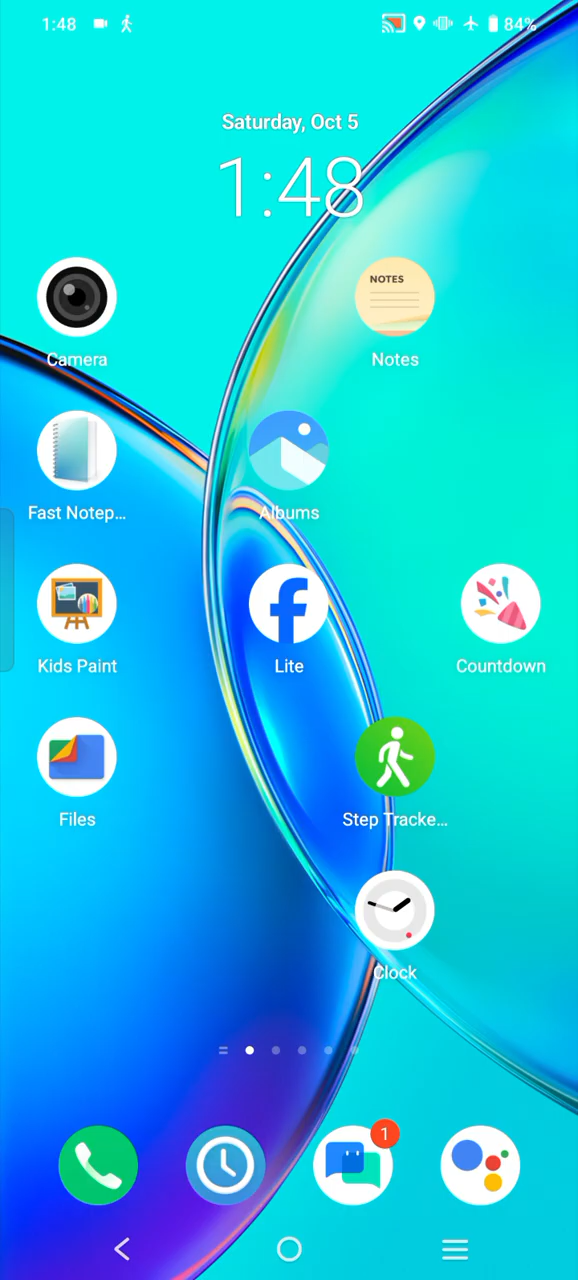 1:48
84%
Saturday, Oct 5
1:48
NOTES
Camera
Notes
Fast Notep...
Albums
Kids Paint
Lite
Countdown
Files
Step Tracke...
Clock
1